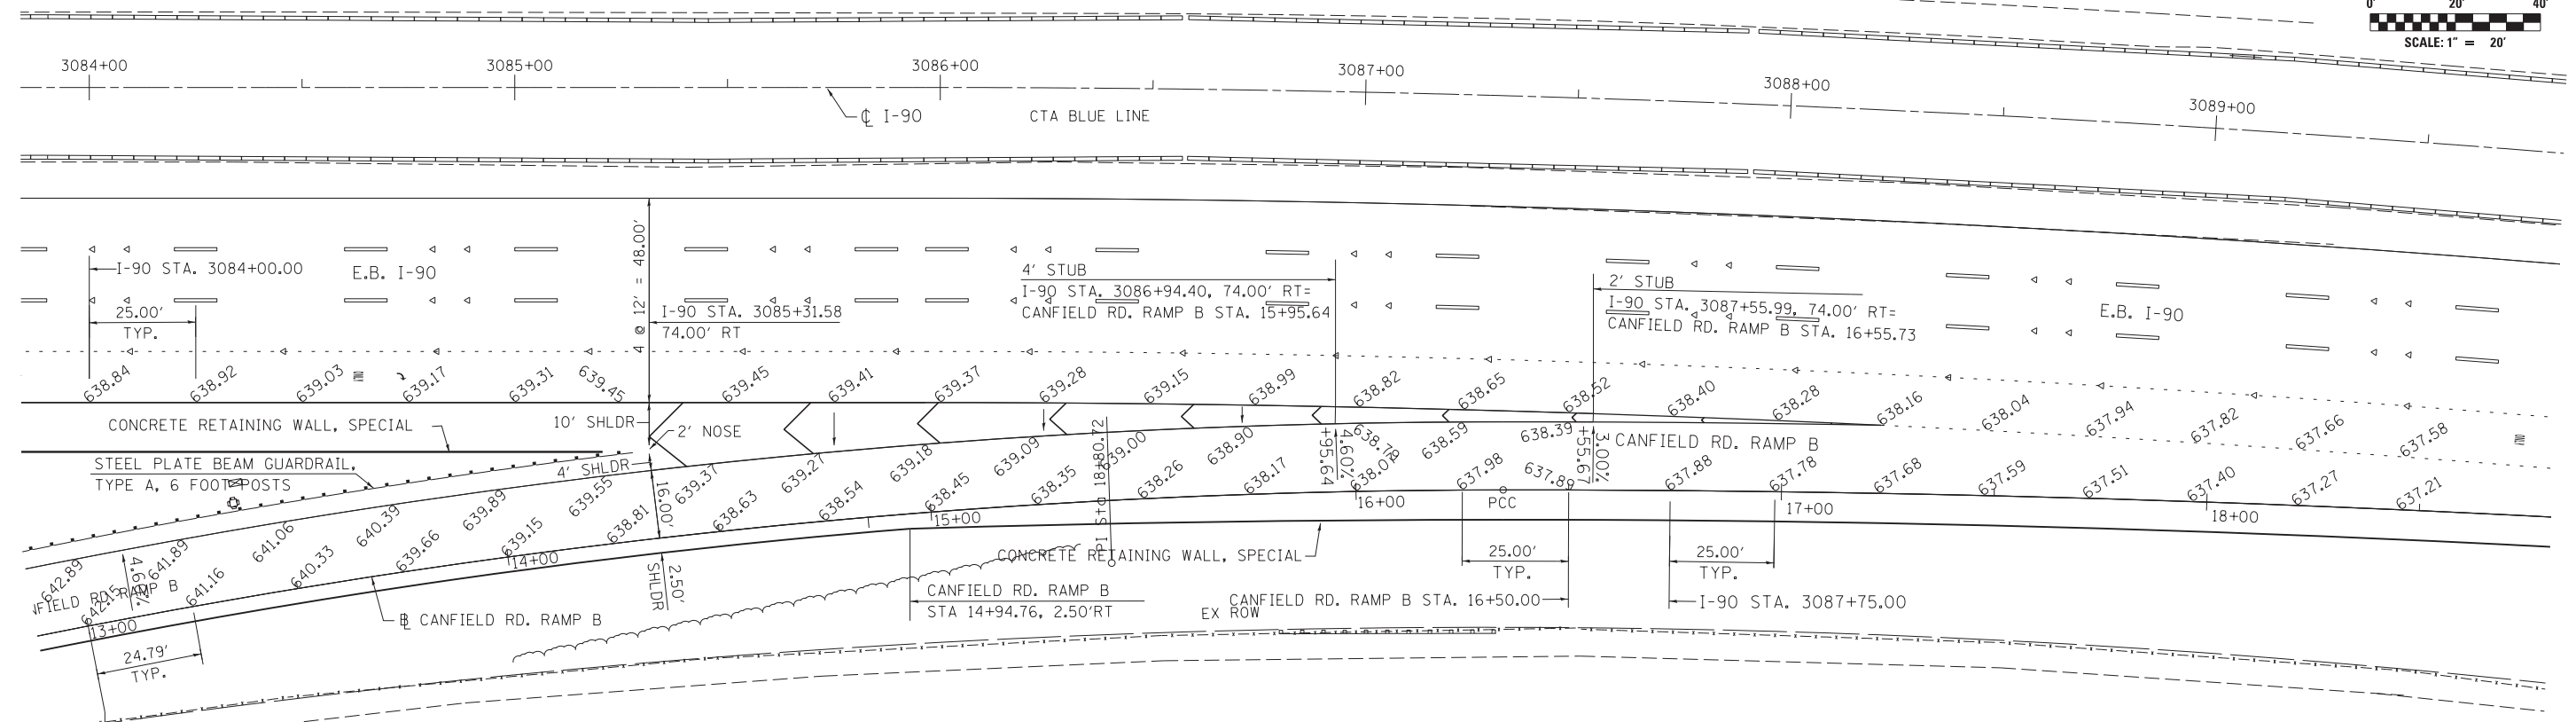 0' 20' 40'
SCALE: 1" = 20'
3084+00 3085+00 3086+00 3087+00 3088+00 3089+00
℄ I-90
CTA BLUE LINE
4 @ 12' = 48.00'
I-90 STA. 3084+00.00
E.B. I-90
25.00'
TYP.
I-90 STA. 3085+31.58
74.00' RT
4' STUB
I-90 STA. 3086+94.40, 74.00' RT=
CANFIELD RD. RAMP B STA. 15+95.64
2' STUB
I-90 STA. 3087+55.99, 74.00' RT=
CANFIELD RD. RAMP B STA. 16+55.73
E.B. I-90
638.84 638.92 639.03 639.17 639.31 639.45 639.45 639.41 639.37 639.28 639.15 638.99 638.82 638.65 638.52 638.40 638.28 638.16 638.04 637.94 637.82 637.66 637.58
CONCRETE RETAINING WALL, SPECIAL
10' SHLDR
2' NOSE
4' SHLDR
STEEL PLATE BEAM GUARDRAIL,
TYPE A, 6 FOOT POSTS
642.89 641.89 641.06 640.39 639.89 639.55 639.37 639.27 639.18 639.09 639.00 638.90 638.79 638.59 638.39
+95.64
4.60%
+55.67
3.00%
CANFIELD RD. RAMP B
PI Sta 18+80.72
642.15 641.16 640.33 639.66 639.15 638.81 638.63 638.54 638.45 638.35 638.26 638.17 638.07 637.98 637.89 637.88 637.78 637.68 637.59 637.51 637.40 637.27 637.21
4.60%
NFIELD RD. RAMP B
16.00'
13+00 14+00 15+00 16+00 17+00 18+00
PCC
2.50'
SHLDR
24.79'
TYP.
℄ CANFIELD RD. RAMP B
CONCRETE RETAINING WALL, SPECIAL
CANFIELD RD. RAMP B
STA 14+94.76, 2.50'RT
25.00'
TYP.
25.00'
TYP.
CANFIELD RD. RAMP B STA. 16+50.00
I-90 STA. 3087+75.00
EX ROW